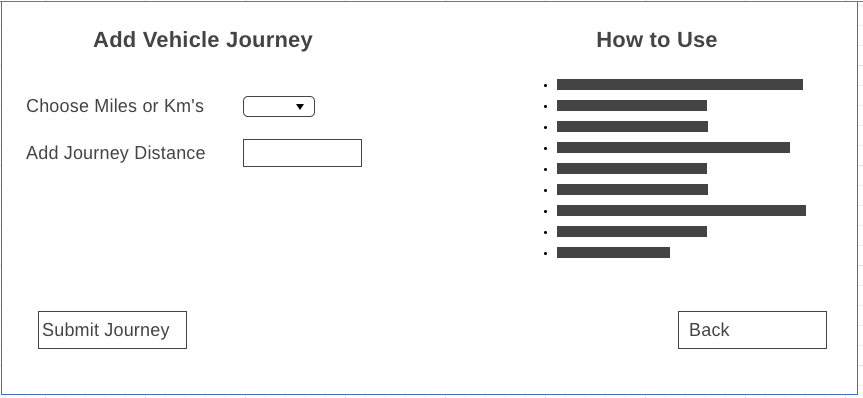 Add Vehicle Journey
How to Use
Choose Miles or Km's
Add Journey Distance
Submit Journey
Back